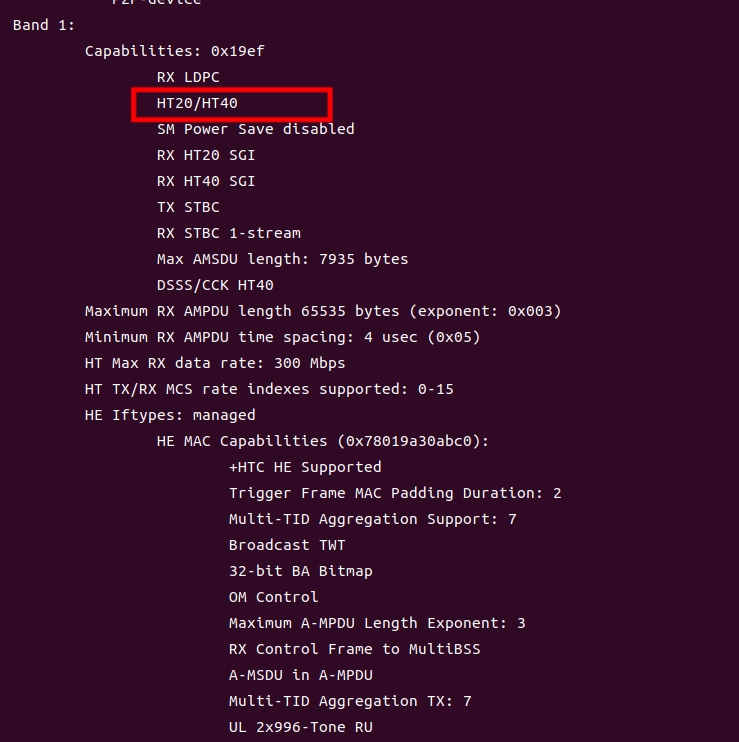 P2P-device
Band 1:
Capabilities: 0x19ef
RX LDPC
HT20/HT40
SM Power Save disabled
RX HT20 SGI
RX HT40 SGI
TX STBC
RX STBC 1-stream
Max AMSDU length: 7935 bytes
DSSS/CCK HT40
Maximum RX AMPDU length 65535 bytes (exponent: 0x003)
Minimum RX AMPDU time spacing: 4 usec (0x05)
HT Max RX data rate: 300 Mbps
HT TX/RX MCS rate indexes supported: 0-15
HE Iftypes: managed
HE MAC Capabilities (0x78019a30abc0):
+HTC HE Supported
Trigger Frame MAC Padding Duration: 2
Multi-TID Aggregation Support: 7
Broadcast TWT
32-bit BA Bitmap
OM Control
Maximum A-MPDU Length Exponent: 3
RX Control Frame to MultiBSS
A-MSDU in A-MPDU
Multi-TID Aggregation TX: 7
UL 2x996-Tone RU